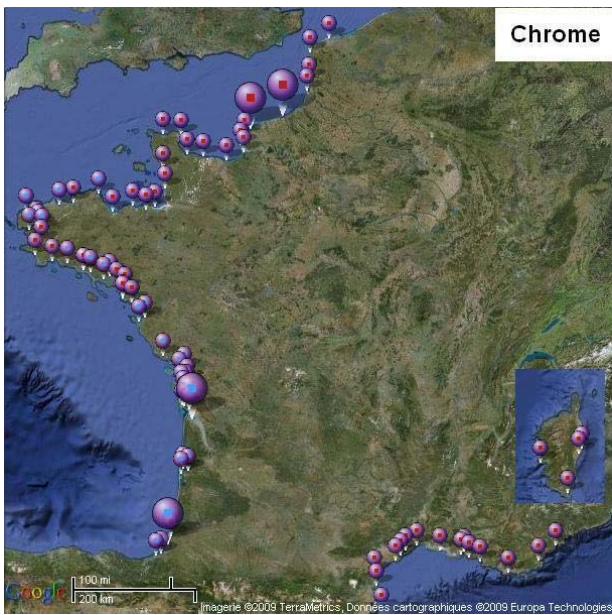 Chrome
Google
100 mi
200 km
Imagerie ©2009 TerraMetrics, Données cartographiques ©2009 Europa Technologies